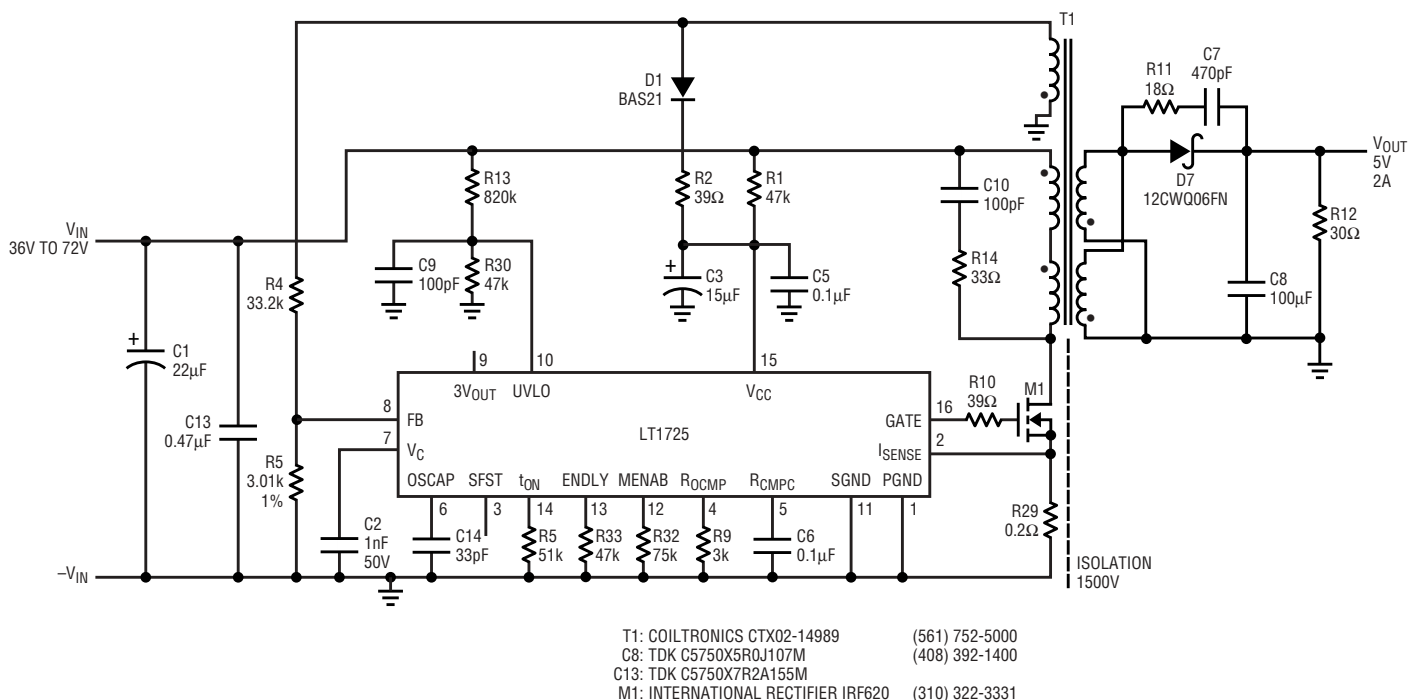 T1
C7
470pF
R11
18Ω
D1
BAS21
R13
820k
R2
39Ω
R1
47k
C10
100pF
D7
12CWQ06FN
VOUT
5V
2A
VIN
36V TO 72V
R12
30Ω
C9
100pF
R30
47k
C3
15µF
C5
0.1µF
R14
33Ω
R4
33.2k
C8
100µF
+
+
C1
22µF
9
10
15
3VOUT
UVLO
VCC
M1
R10
39Ω
8
FB
GATE
16
C13
0.47µF
LT1725
7
VC
ISENSE
2
R5
3.01k
1%
OSCAP
SFST
tON
ENDLY
MENAB
ROCMP
RCMPC
SGND
PGND
6
3
14
13
12
4
5
11
1
R29
0.2Ω
C2
1nF
50V
C14
33pF
R5
51k
R33
47k
R32
75k
R9
3k
C6
0.1µF
–VIN
ISOLATION
1500V
T1: COILTRONICS CTX02-14989 (561) 752-5000
C8: TDK C5750X5R0J107M (408) 392-1400
C13: TDK C5750X7R2A155M
M1: INTERNATIONAL RECTIFIER IRF620 (310) 322-3331